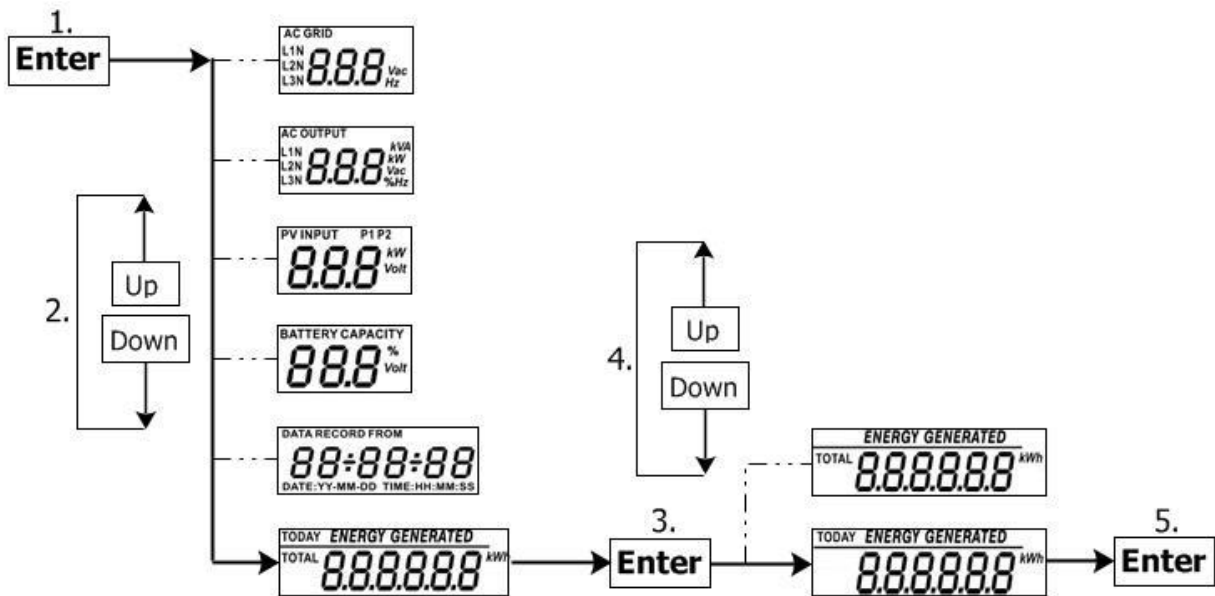 1.
Enter
AC GRID
L1N
L2N
L3N
8.8.8
Vac
Hz
AC OUTPUT
L1N
L2N
L3N
8.8.8
kVA
kW
Vac
%Hz
2.
Up
Down
PV INPUT P1 P2
8.8.8
kW
Volt
BATTERY CAPACITY
88.8
%
Volt
DATA RECORD FROM
88÷88÷88
DATE:YY-MM-DD TIME:HH:MM:SS
TODAY ENERGY GENERATED
TOTAL 8.8.8.8.8.8 kWh
3.
Enter
4.
Up
Down
ENERGY GENERATED
TOTAL 8.8.8.8.8.8 kWh
TODAY ENERGY GENERATED
8.8.8.8.8.8 kWh
5.
Enter